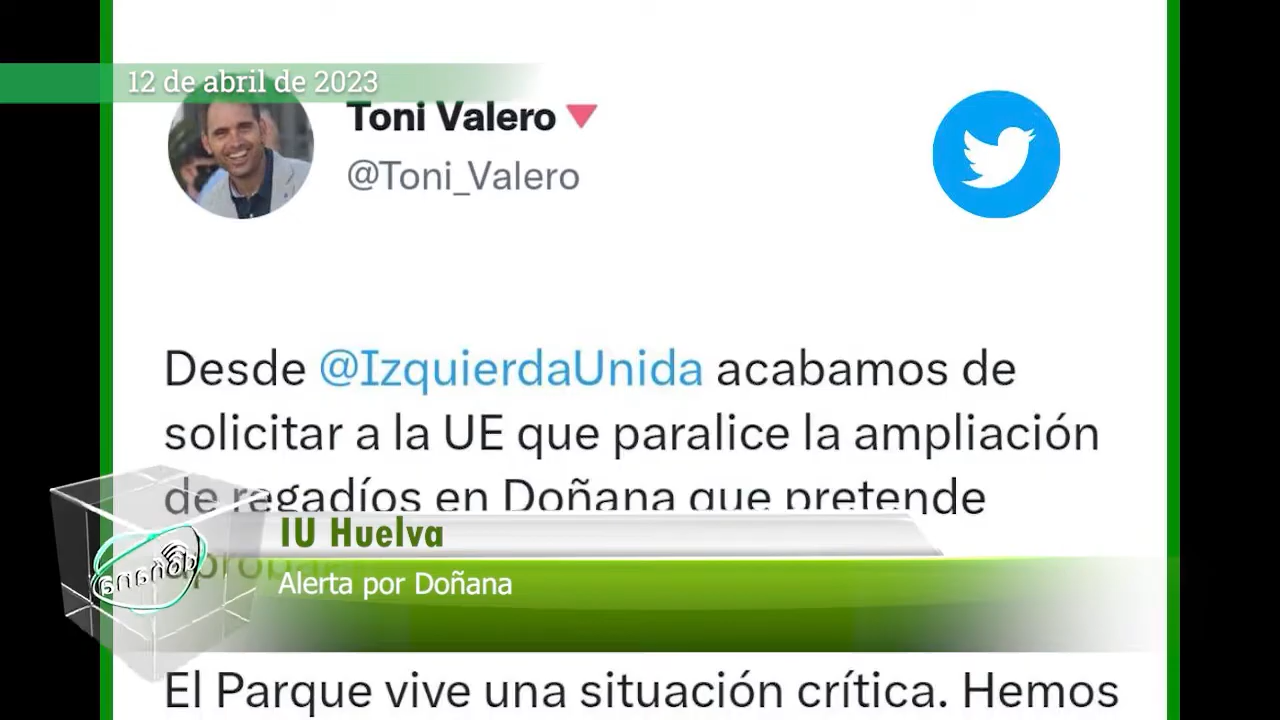 12 de abril de 2023
Toni Valero
@Toni_Valero
Desde @IzquierdaUnida acabamos de
solicitar a la UE que paralice la ampliación
de regadíos en Doñana que pretende
IU Huelva
Alerta por Doñana
El Parque vive una situación crítica. Hemos